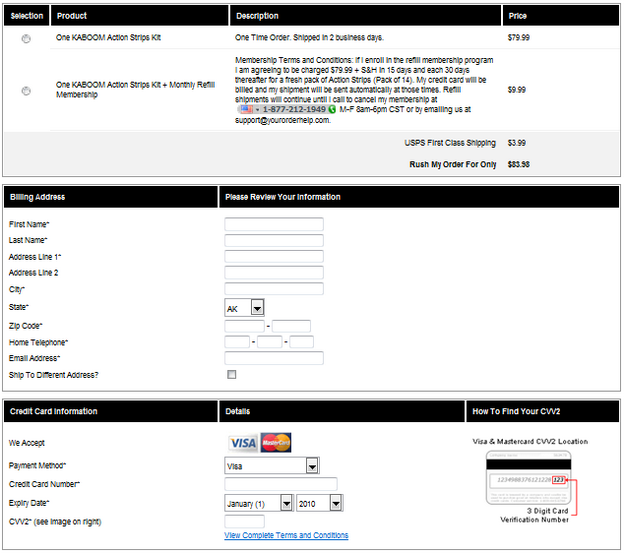 Selection Product Description Price
One KABOOM Action Strips Kit One Time Order. Shipped in 2 business days. $79.99
Membership Terms and Conditions: If I enroll in the refill membership program
I am agreeing to be charged $79.99 + S&H in 15 days and each 30 days
thereafter for a fresh pack of Action Strips (Pack of 14). My credit card will be
One KABOOM Action Strips Kit + Monthly Refill
Membership
billed and my shipment will be sent automatically at those times. Refill $9.99
shipments will continue until I call to cancel my membership at
1-877-212-1949 M-F 8am-6pm CST or by emailing us at
support@yourorderhelp.com.
USPS First Class Shipping $3.99
Rush My Order For Only $83.98
Billing Address Please Review Your Information
First Name*
Last Name*
Address Line 1*
Address Line 2
City*
State* AK
Zip Code* -
Home Telephone* - -
Email Address*
Ship To Different Address?
Credit Card Information Details How To Find Your CVV2
We Accept VISA MasterCard Visa & Mastercard CVV2 Location
Payment Method* Visa
Credit Card Number*
Expiry Date* January (1) 2010
CVV2* (see image on right)
View Complete Terms and Conditions
123
3 Digit Card
Verification Number